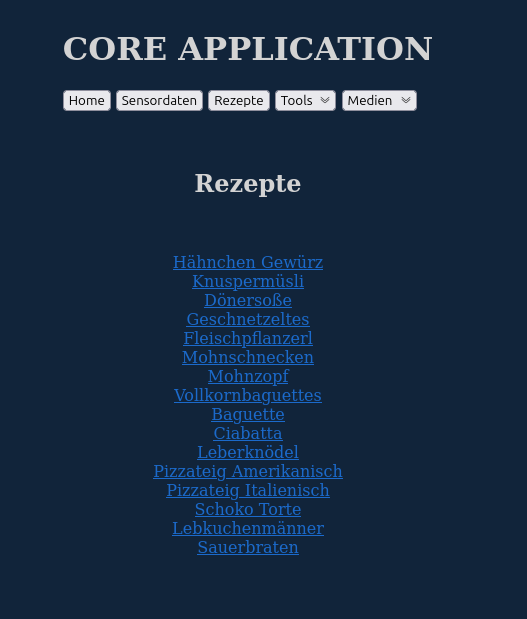 CORE APPLICATION
Home Sensordaten Rezepte Tools Medien
Rezepte
Hähnchen Gewürz
Knuspermüsli
Dönersoße
Geschnetzeltes
Fleischpflanzerl
Mohnschnecken
Mohnzopf
Vollkornbaguettes
Baguette
Ciabatta
Leberknödel
Pizzateig Amerikanisch
Pizzateig Italienisch
Schoko Torte
Lebkuchenmänner
Sauerbraten